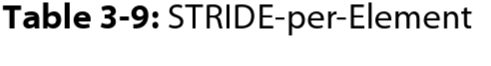 Table 3-9: STRIDE-per-Element